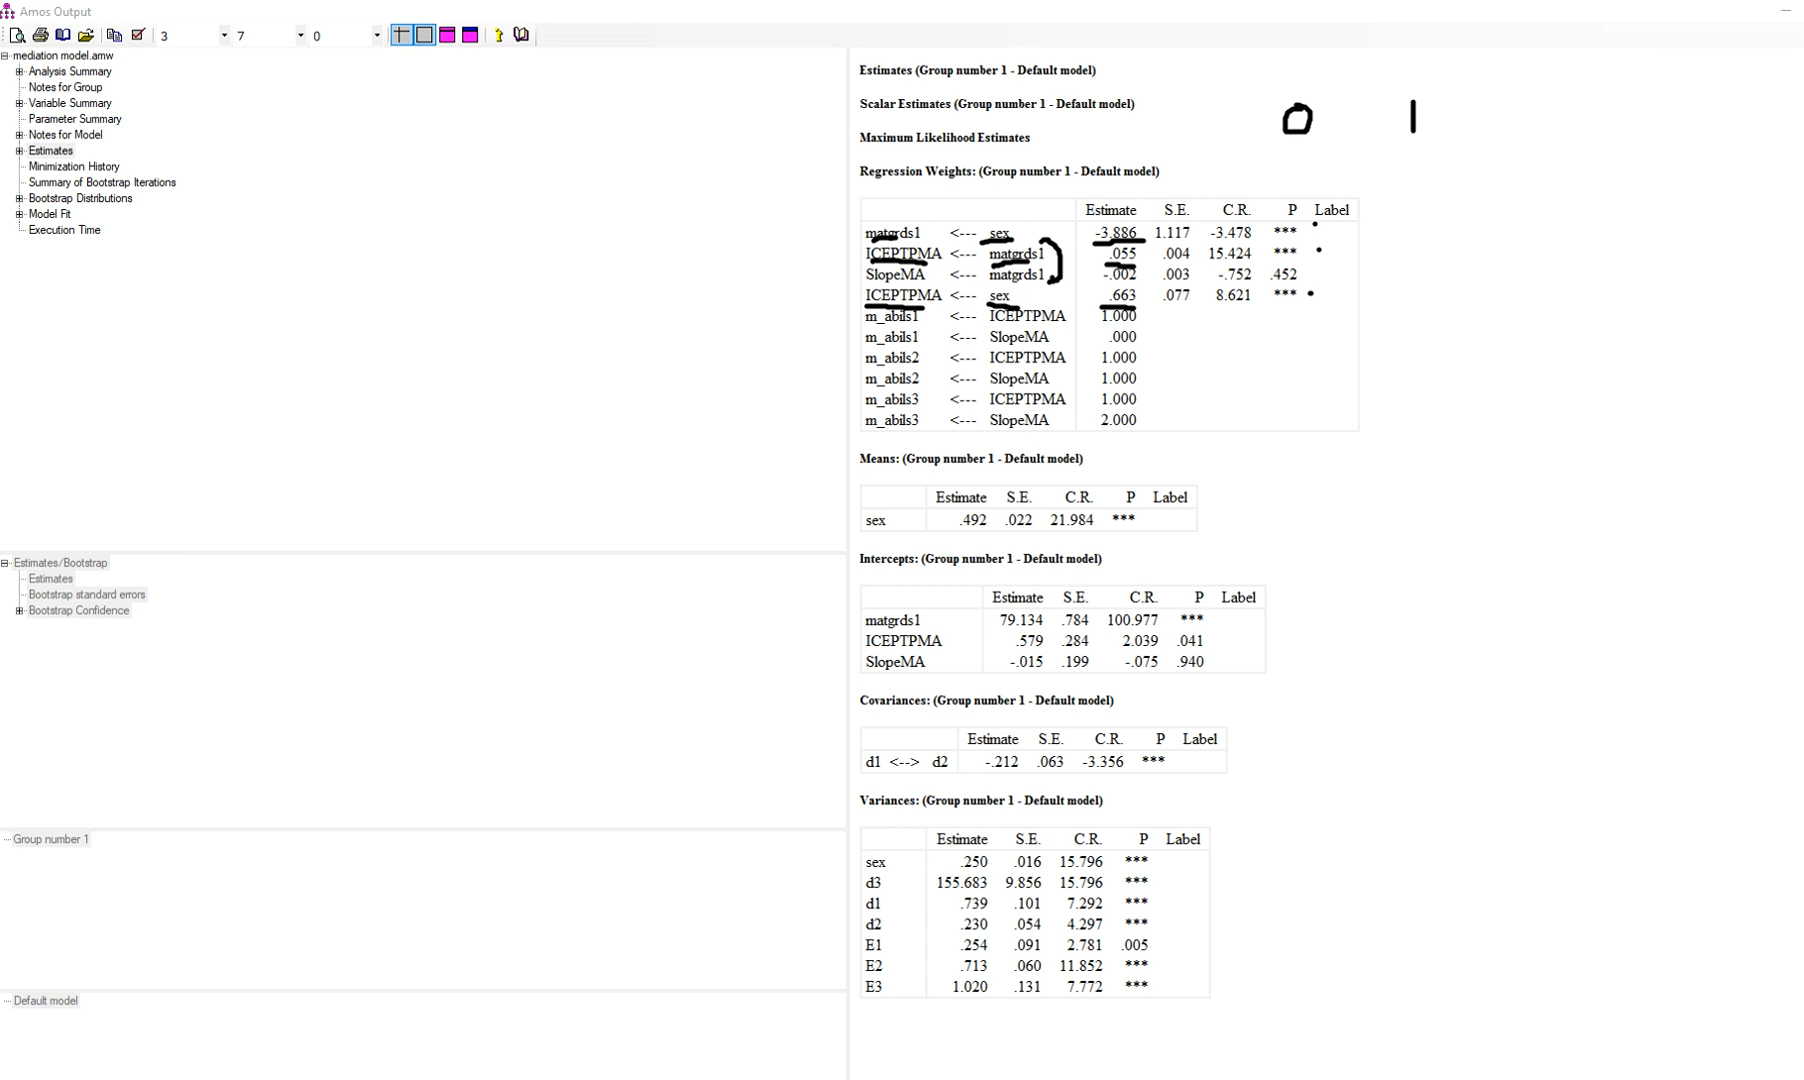 Amos Output
3 7 0
mediation model.amw
Analysis Summary
Notes for Group
Variable Summary
Parameter Summary
Notes for Model
Estimates
Minimization History
Summary of Bootstrap Iterations
Bootstrap Distributions
Model Fit
Execution Time
Estimates/Bootstrap
Estimates
Bootstrap standard errors
Bootstrap Confidence
Group number 1
Default model
Estimates (Group number 1 - Default model)
Scalar Estimates (Group number 1 - Default model)
0 1
Maximum Likelihood Estimates
Regression Weights: (Group number 1 - Default model)
Estimate S.E. C.R. P Label
matgrds1 <--- sex -3.886 1.117 -3.478 ***
ICEPTPMA <--- matgrds1 .055 .004 15.424 ***
SlopeMA <--- matgrds1 -.002 .003 -.752 .452
ICEPTPMA <--- sex .663 .077 8.621 ***
m_abils1 <--- ICEPTPMA 1.000
m_abils1 <--- SlopeMA .000
m_abils2 <--- ICEPTPMA 1.000
m_abils2 <--- SlopeMA 1.000
m_abils3 <--- ICEPTPMA 1.000
m_abils3 <--- SlopeMA 2.000
Means: (Group number 1 - Default model)
Estimate S.E. C.R. P Label
sex .492 .022 21.984 ***
Intercepts: (Group number 1 - Default model)
Estimate S.E. C.R. P Label
matgrds1 79.134 .784 100.977 ***
ICEPTPMA .579 .284 2.039 .041
SlopeMA -.015 .199 -.075 .940
Covariances: (Group number 1 - Default model)
Estimate S.E. C.R. P Label
d1 <--> d2 -.212 .063 -3.356 ***
Variances: (Group number 1 - Default model)
Estimate S.E. C.R. P Label
sex .250 .016 15.796 ***
d3 155.683 9.856 15.796 ***
d1 .739 .101 7.292 ***
d2 .230 .054 4.297 ***
E1 .254 .091 2.781 .005
E2 .713 .060 11.852 ***
E3 1.020 .131 7.772 ***